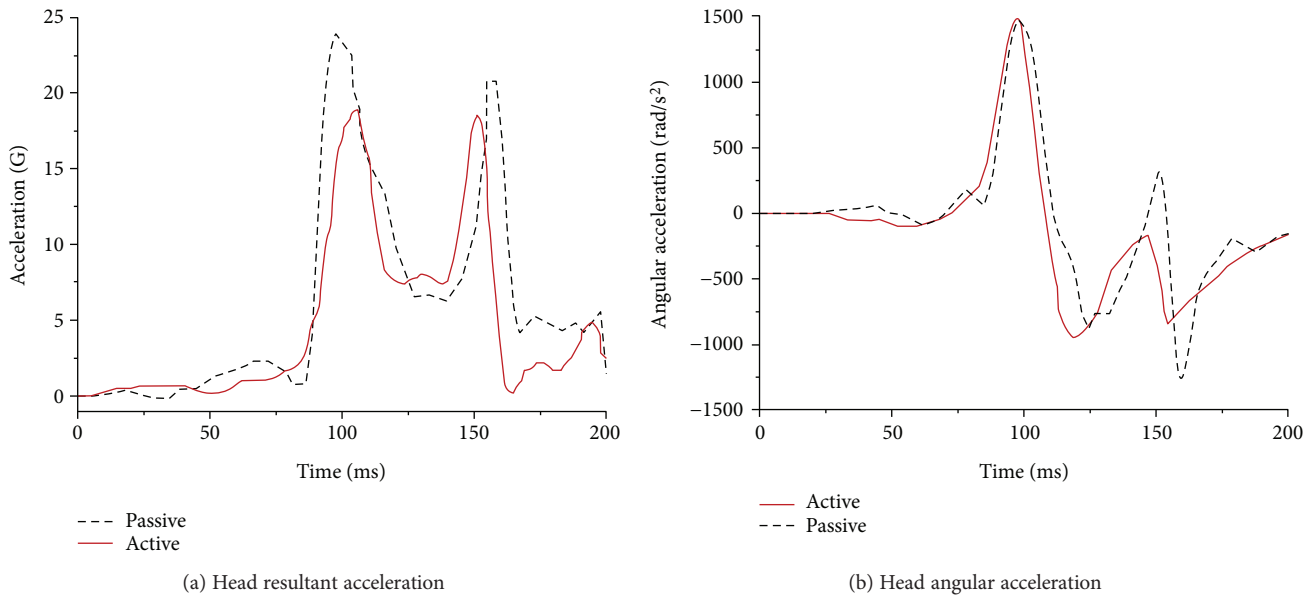 25
20
15
10
5
0
Acceleration (G)
0 50 100 150 200
Time (ms)
Passive
Active
(a) Head resultant acceleration
1500
1000
500
0
−500
−1000
−1500
Angular acceleration (rad/s²)
0 50 100 150 200
Time (ms)
Active
Passive
(b) Head angular acceleration